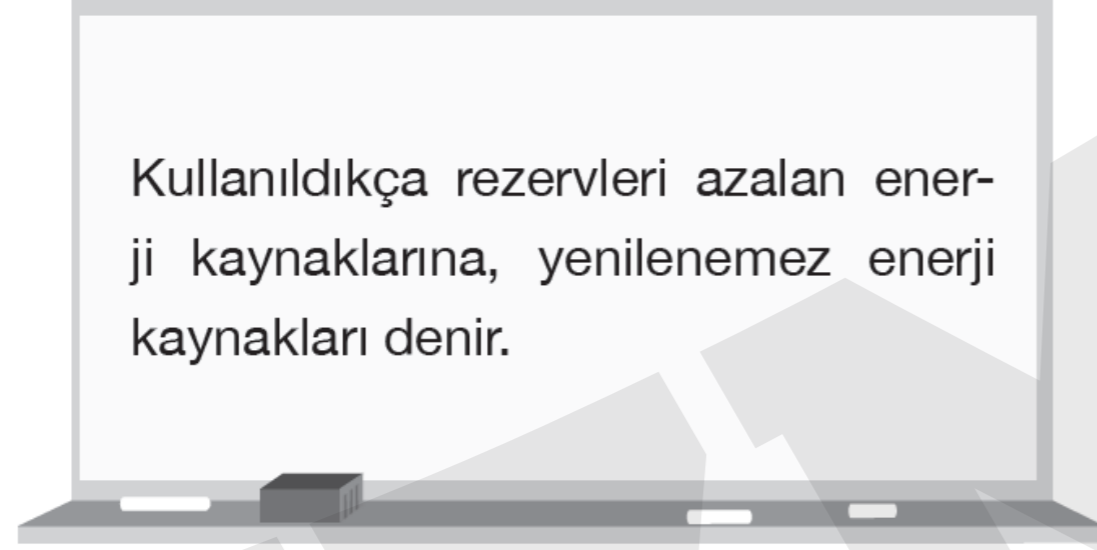 Kullanıldıkça rezervleri azalan ener-
ji kaynaklarına, yenilenemez enerji
kaynakları denir.